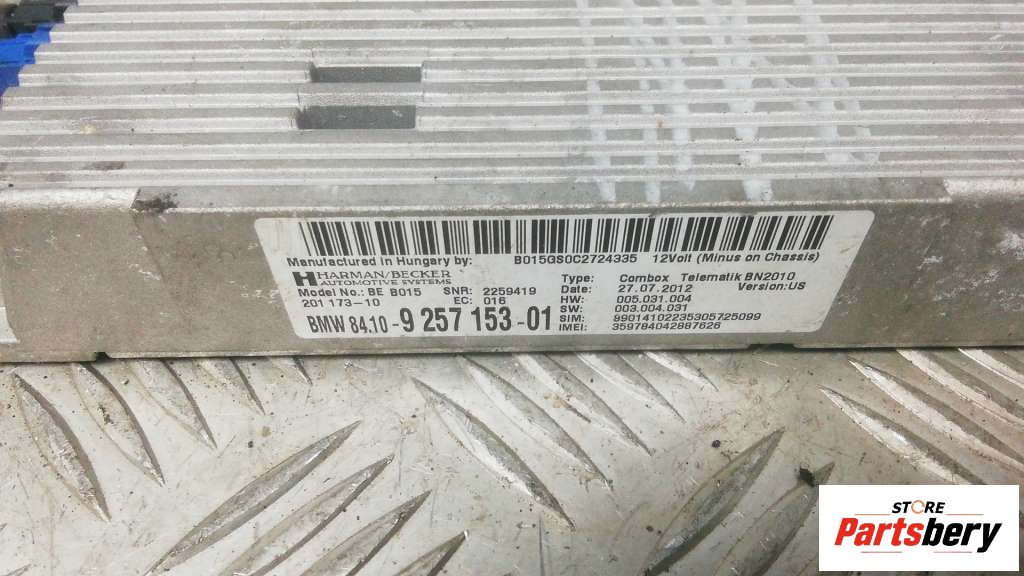 Manufactured in Hungary by: B015GS0C2724335 12Volt (Minus on Chassis)
HARMAN/BECKER
AUTOMOTIVE SYSTEMS
Model No.: BE B015 SNR: 2259419
201 173-10 EC: 016
BMW 84.10-9 257 153-01
Type: Combox Telematik BN2010
Date: 27.07.2012 Version:US
HW: 005.031.004
SW: 003.004.031
SIM: 89014102235305725099
IMEI: 359784042887626
STORE
Partsbery